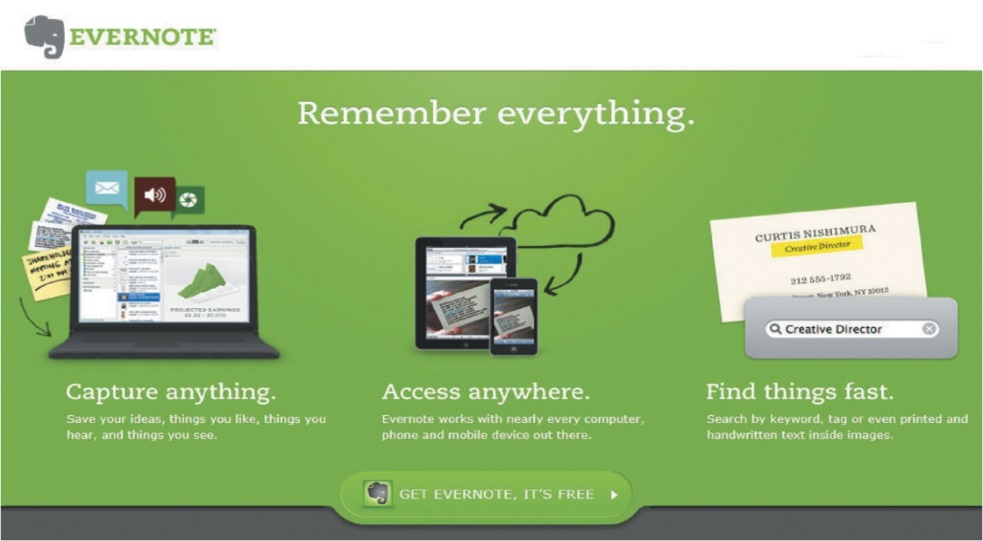 EVERNOTE
Remember everything.
SHAREHOLDER
MEETING AT
PROJECTED EARNINGS
CURTIS NISHIMURA
Creative Director
212 555-1792
Street, New York, NY 10012
Creative Director
Capture anything.
Save your ideas, things you like, things you
hear, and things you see.
Access anywhere.
Evernote works with nearly every computer,
phone and mobile device out there.
Find things fast.
Search by keyword, tag or even printed and
handwritten text inside images.
GET EVERNOTE, IT'S FREE